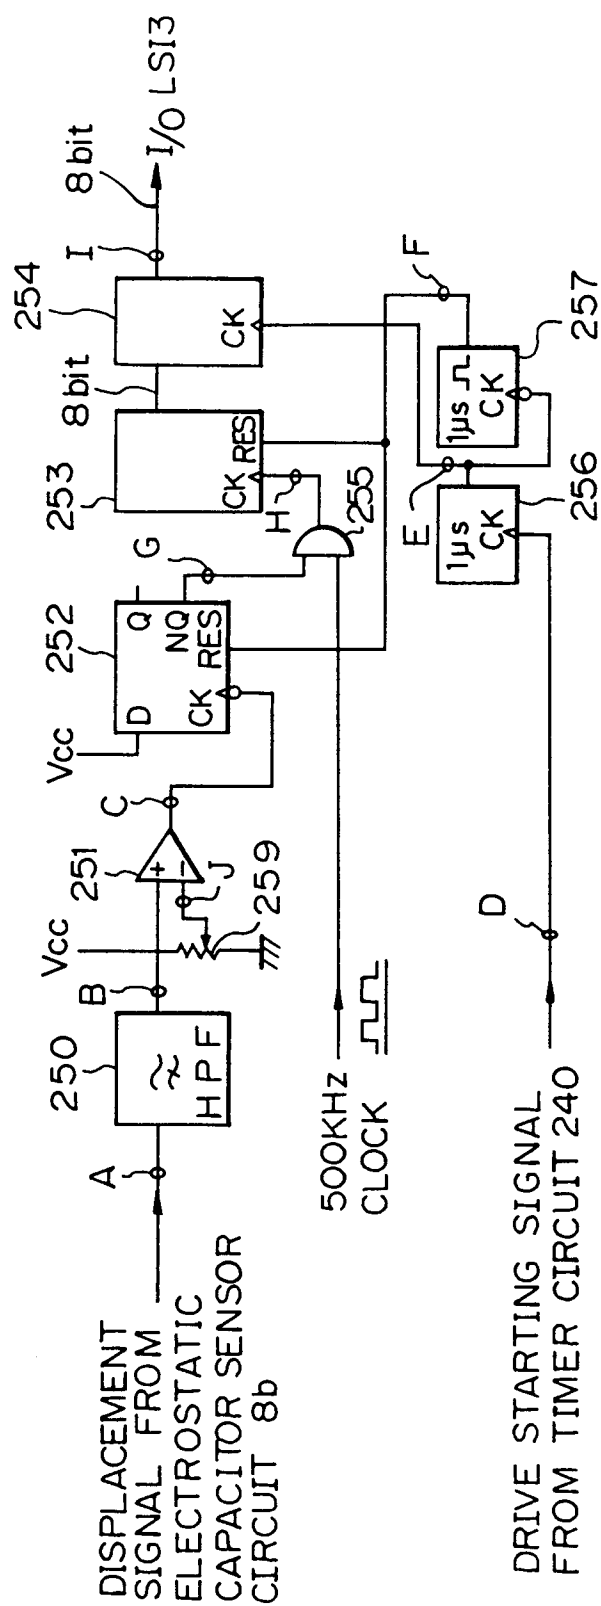 DISPLACEMENT
SIGNAL FROM
ELECTROSTATIC
CAPACITOR SENSOR
CIRCUIT 8b
A
250
HPF
B
Vcc
251
+
−
C
J
259
Vcc
252
D
Q
NQ
CK
RES
G
253
CK
RES
8bit
254
CK
I
8bit
I/O LSI3
H
255
500KHz
CLOCK
DRIVE STARTING SIGNAL
FROM TIMER CIRCUIT 240
D
E
1μs
CK
256
F
1μs
CK
257